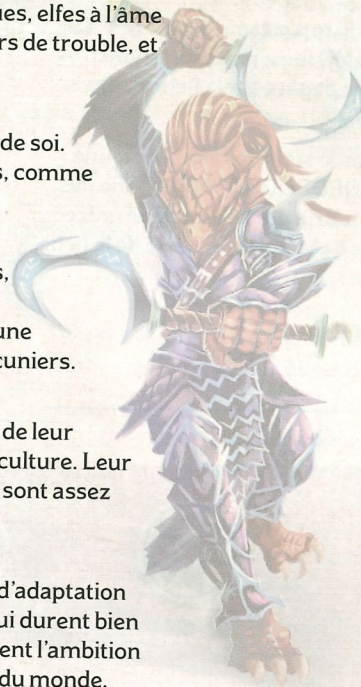 ues, elfes à l'âme
rs de trouble, et
de soi.
s, comme
s,
une
cuniers.
de leur
culture. Leur
sont assez
d'adaptation
ui durent bien
ent l'ambition
du monde.